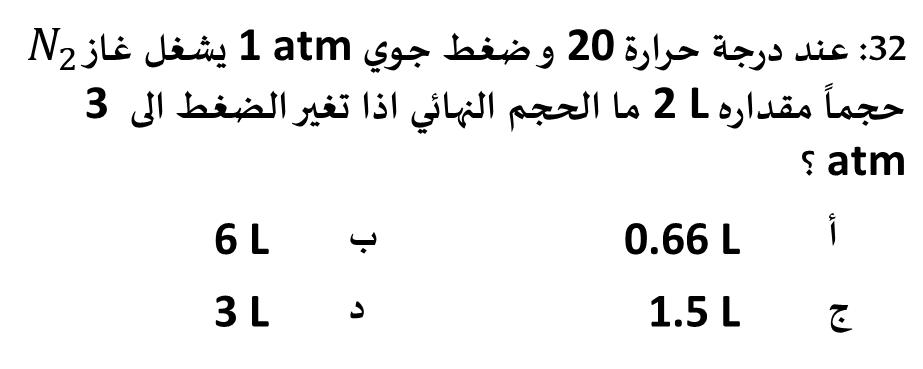 32: عند درجة حرارة 20 و ضغط جوي 1 atm يشغل غاز N₂
حجماً مقداره 2 L ما الحجم النهائي اذا تغير الضغط الى 3
atm ؟
أ 0.66 L ب 6 L
ج 1.5 L د 3 L